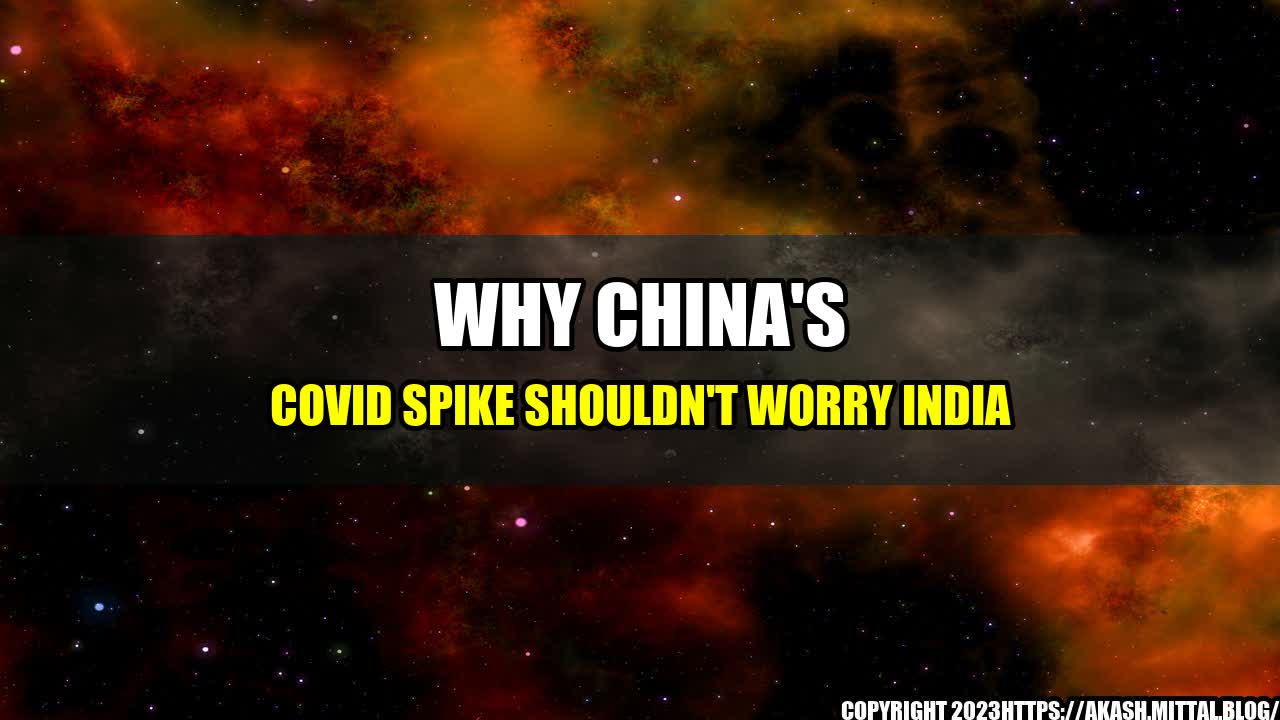 WHY CHINA'S
COVID SPIKE SHOULDN'T WORRY INDIA
COPYRIGHT 2023HTTPS://AKASH.MITTAL.BLOG/